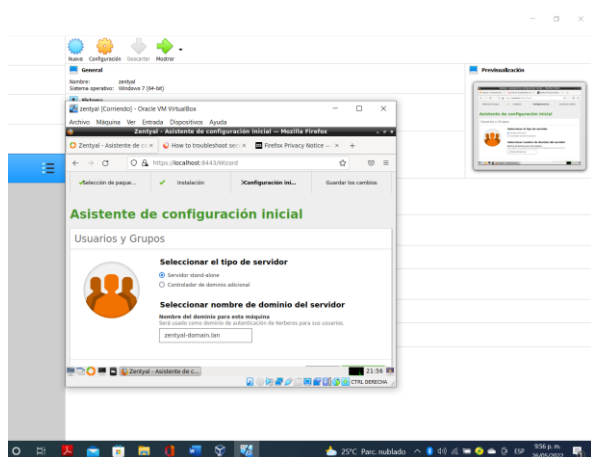 Nueva Configuración Descartar Mostrar
General
Nombre: zentyal
Sistema operativo: Windows 7 (64-bit)
Previsualización
zentyal [Corriendo] - Oracle VM VirtualBox
Archivo Máquina Ver Entrada Dispositivos Ayuda
Zentyal - Asistente de configuración inicial — Mozilla Firefox
Zentyal - Asistente de co
How to troubleshoot sec
Firefox Privacy Notice —
https://localhost:8443/Wizard
Selección de paque...
Instalación
Configuración ini...
Guardar los cambios
Asistente de configuración inicial
Usuarios y Grupos
Seleccionar el tipo de servidor
Servidor stand-alone
Controlador de dominio adicional
Seleccionar nombre de dominio del servidor
Nombre del dominio para esta máquina
Será usado como dominio de autenticación de Kerberos para sus usuarios.
zentyal-domain.lan
Zentyal - Asistente de c...
21:56
CTRL DERECHA
25°C Parc. nublado
ESP
9:56 p. m.
26/05/2022